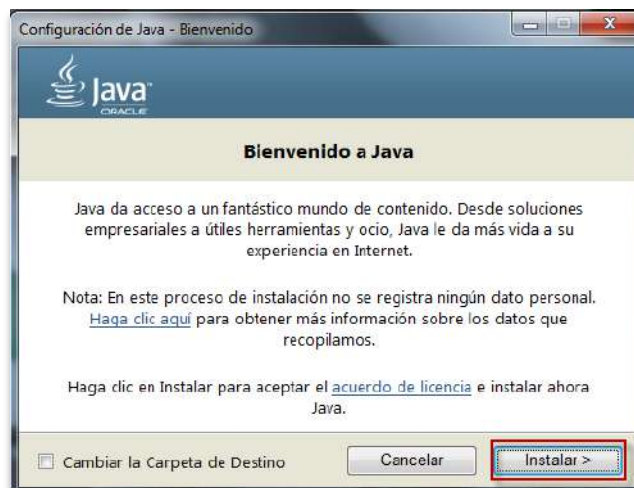 Configuración de Java - Bienvenido
Java™
ORACLE
Bienvenido a Java
Java da acceso a un fantástico mundo de contenido. Desde soluciones
empresariales a útiles herramientas y ocio, Java le da más vida a su
experiencia en Internet.
Nota: En este proceso de instalación no se registra ningún dato personal.
Haga clic aquí para obtener más información sobre los datos que
recopilamos.
Haga clic en Instalar para aceptar el acuerdo de licencia e instalar ahora
Java.
Cambiar la Carpeta de Destino
Cancelar
Instalar >